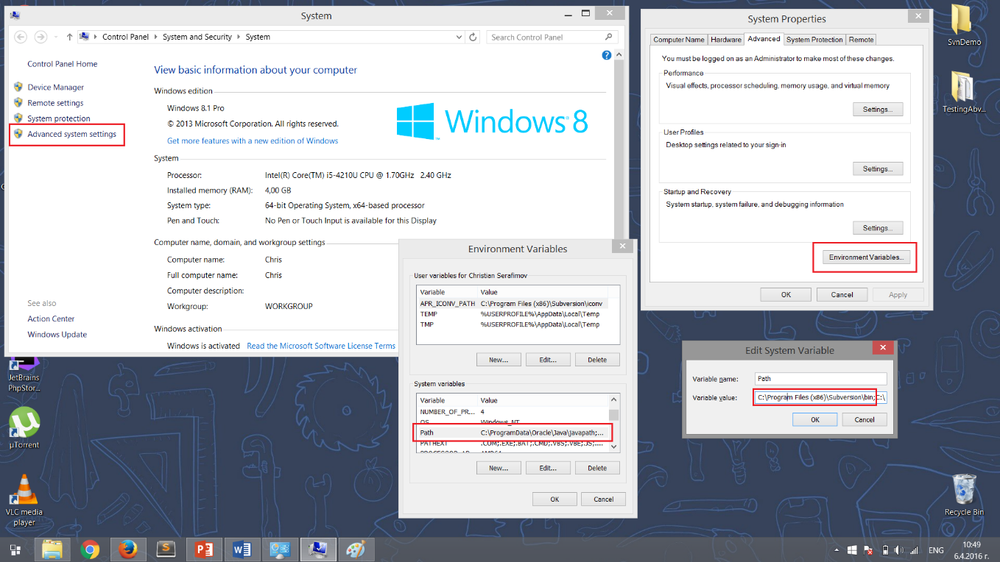 System
Control Panel
System and Security
System
Search Control Panel
Control Panel Home
Device Manager
Remote settings
System protection
Advanced system settings
See also
Action Center
Windows Update
View basic information about your computer
Windows edition
Windows 8.1 Pro
© 2013 Microsoft Corporation. All rights reserved.
Get more features with a new edition of Windows
Windows 8
System
Processor: Intel(R) Core(TM) i5-4210U CPU @ 1.70GHz 2.40 GHz
Installed memory (RAM): 4,00 GB
System type: 64-bit Operating System, x64-based processor
Pen and Touch: No Pen or Touch Input is available for this Display
Computer name, domain, and workgroup settings
Computer name: Chris
Full computer name: Chris
Computer description:
Workgroup: WORKGROUP
Windows activation
Windows is activated Read the Microsoft Software License Terms
Environment Variables
User variables for Christian Serafimov
Variable Value
APR_ICONV_PATH C:\Program Files (x86)\Subversion\iconv
TEMP %USERPROFILE%\AppData\Local\Temp
TMP %USERPROFILE%\AppData\Local\Temp
New... Edit... Delete
System variables
Variable Value
NUMBER_OF_PR... 4
OS Windows_NT
Path C:\ProgramData\Oracle\Java\javapath;...
PATHEXT .COM;.EXE;.BAT;.CMD;.VBS;.VBE;.JS;....
New... Edit... Delete
OK Cancel
System Properties
Computer Name Hardware Advanced System Protection Remote
You must be logged on as an Administrator to make most of these changes.
Performance
Visual effects, processor scheduling, memory usage, and virtual memory
Settings...
User Profiles
Desktop settings related to your sign-in
Settings...
Startup and Recovery
System startup, system failure, and debugging information
Settings...
Environment Variables...
OK Cancel Apply
Edit System Variable
Variable name: Path
Variable value: C:\Program Files (x86)\Subversion\bin;C:\
OK Cancel
SvnDemo
TestingAbv...
JetBrains
PhpStor...
µTorrent
VLC media
player
Recycle Bin
ENG
10:49
6.4.2016 г.